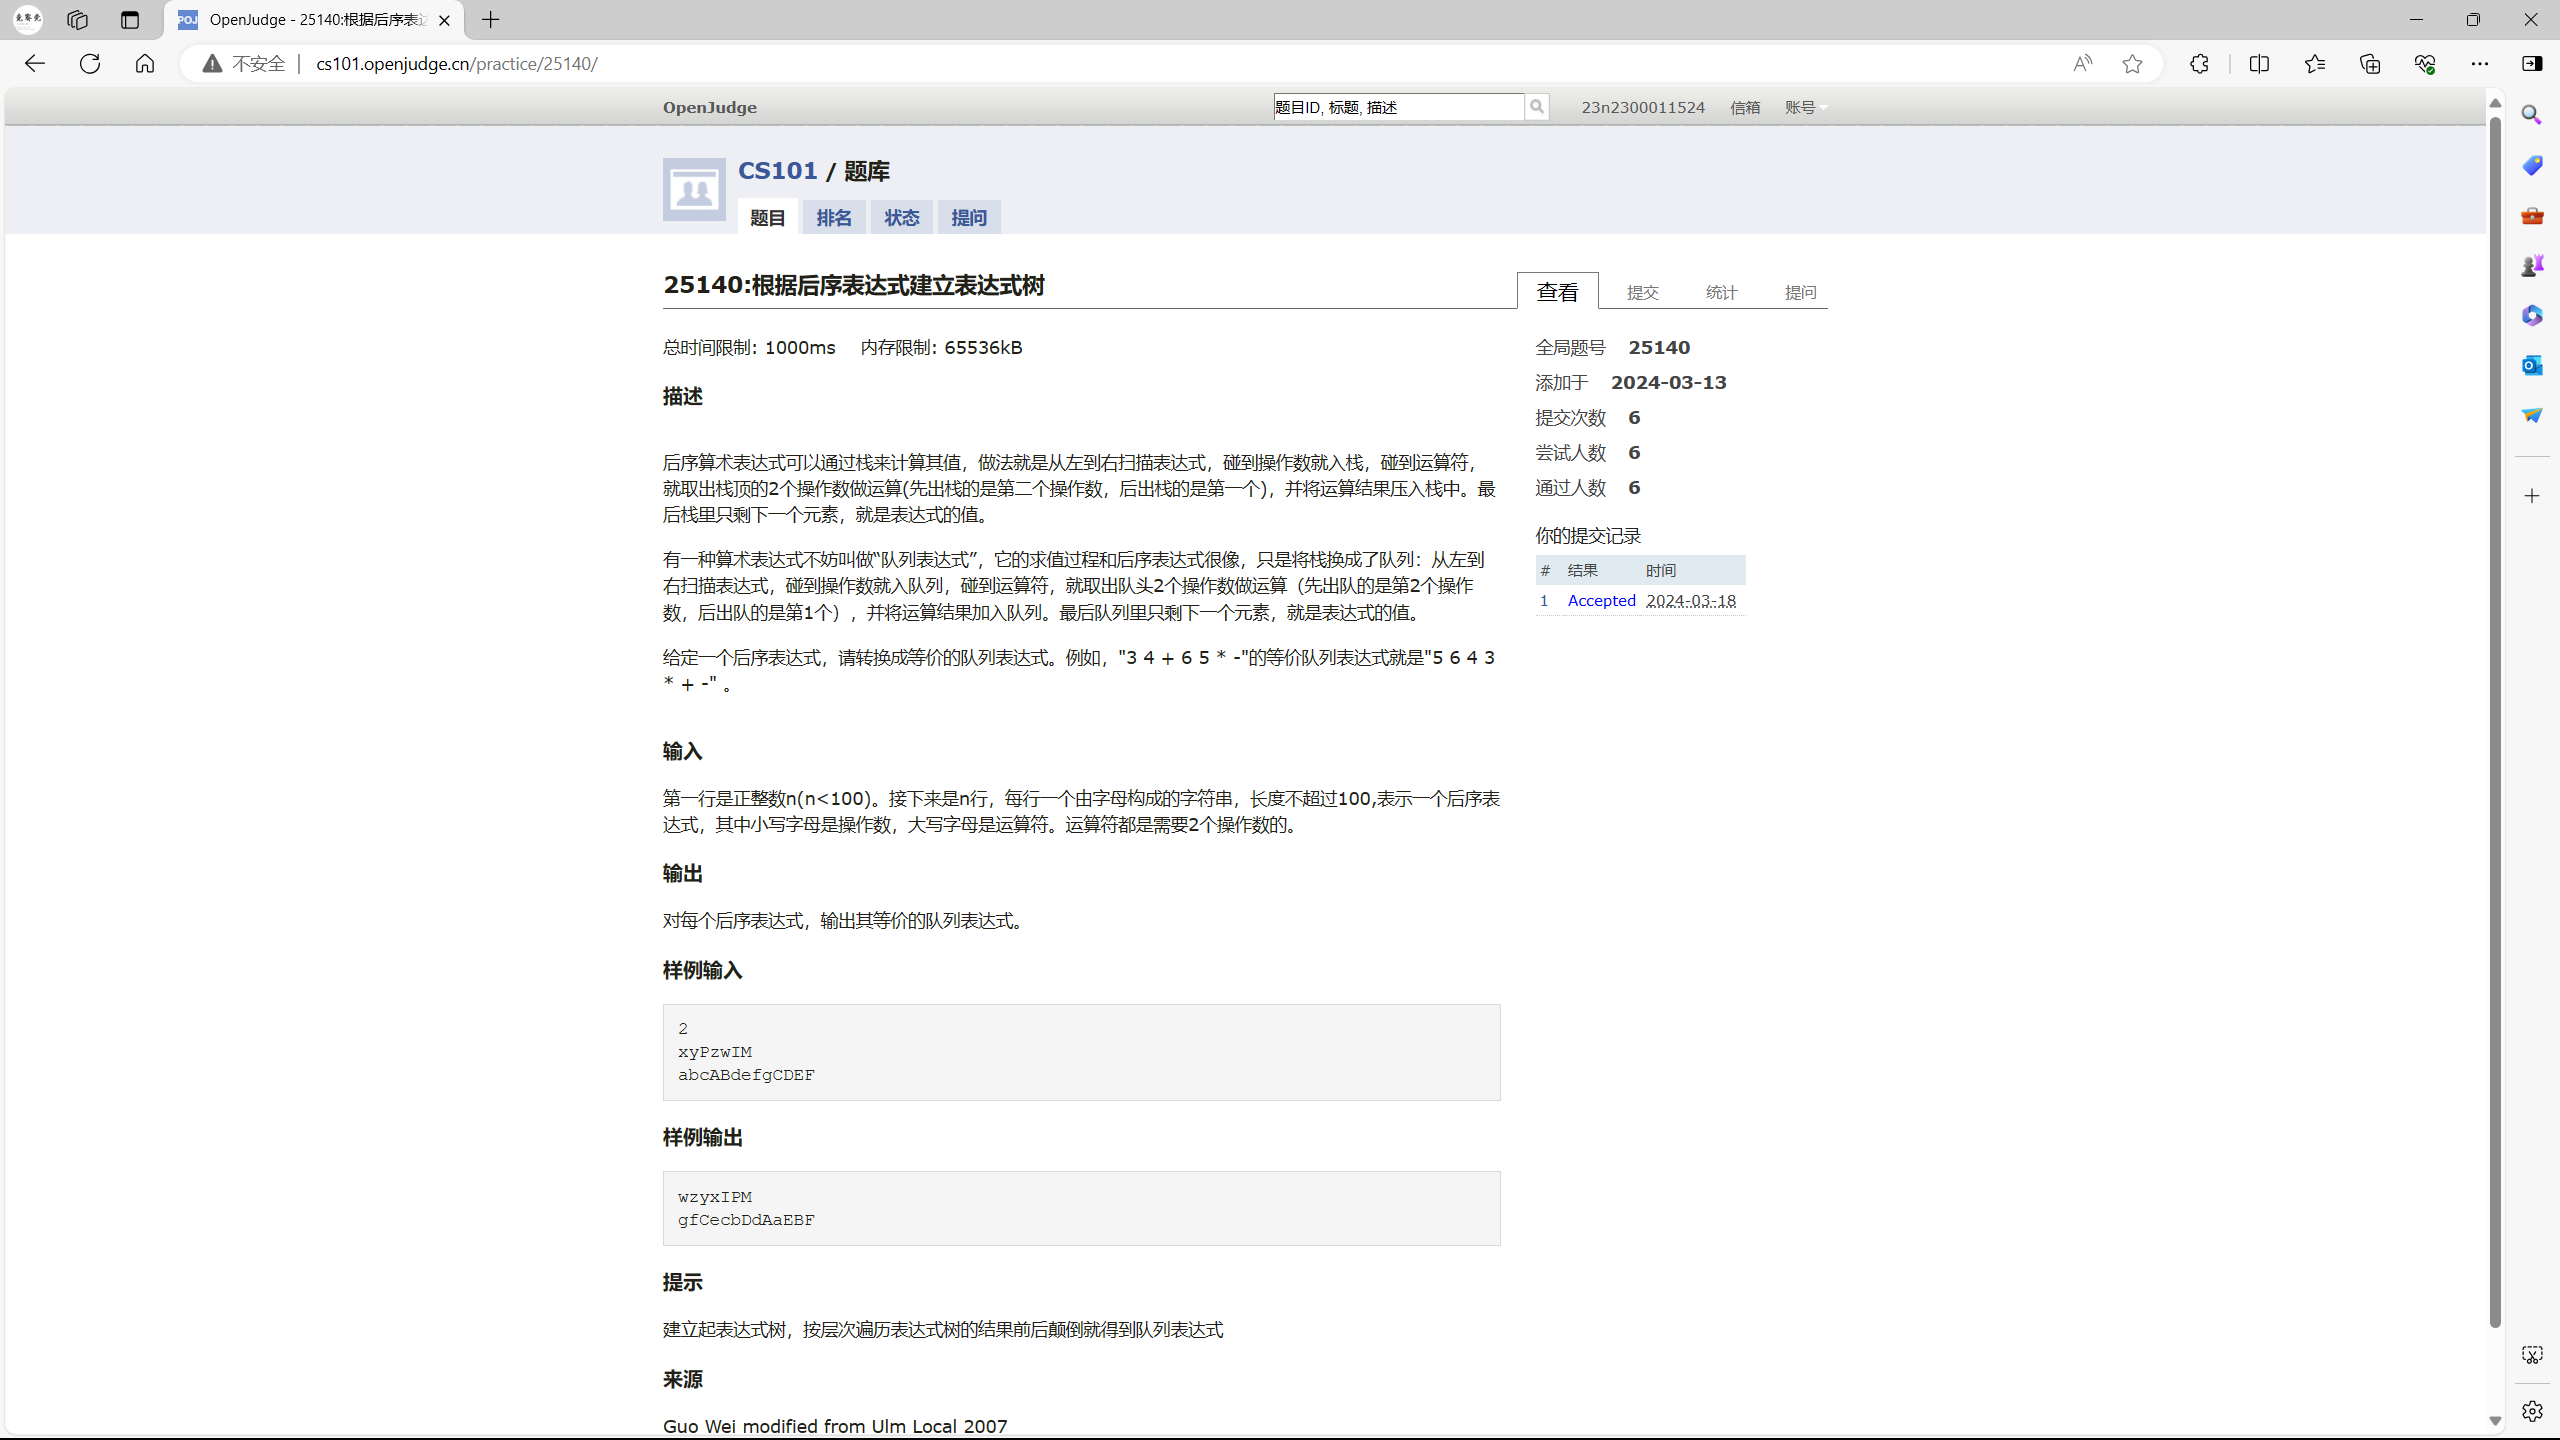 OpenJudge - 25140:根据后序表达
不安全
cs101.openjudge.cn/practice/25140/
OpenJudge
题目ID, 标题, 描述
23n2300011524 信箱 账号
CS101 / 题库
题目 排名 状态 提问
25140:根据后序表达式建立表达式树
查看 提交 统计 提问
总时间限制: 1000ms 内存限制: 65536kB
描述
后序算术表达式可以通过栈来计算其值，做法就是从左到右扫描表达式，碰到操作数就入栈，碰到运算符，
就取出栈顶的2个操作数做运算(先出栈的是第二个操作数，后出栈的是第一个)，并将运算结果压入栈中。最
后栈里只剩下一个元素，就是表达式的值。
有一种算术表达式不妨叫做“队列表达式”，它的求值过程和后序表达式很像，只是将栈换成了队列：从左到
右扫描表达式，碰到操作数就入队列，碰到运算符，就取出队头2个操作数做运算（先出队的是第2个操作
数，后出队的是第1个），并将运算结果加入队列。最后队列里只剩下一个元素，就是表达式的值。
给定一个后序表达式，请转换成等价的队列表达式。例如，"3 4 + 6 5 * -"的等价队列表达式就是"5 6 4 3
* + -" 。
输入
第一行是正整数n(n<100)。接下来是n行，每行一个由字母构成的字符串，长度不超过100,表示一个后序表
达式，其中小写字母是操作数，大写字母是运算符。运算符都是需要2个操作数的。
输出
对每个后序表达式，输出其等价的队列表达式。
样例输入
2
xyPzwIM
abcABdefgCDEF
样例输出
wzyxIPM
gfCecbDdAaEBF
提示
建立起表达式树，按层次遍历表达式树的结果前后颠倒就得到队列表达式
来源
Guo Wei modified from Ulm Local 2007
全局题号 25140
添加于 2024-03-13
提交次数 6
尝试人数 6
通过人数 6
你的提交记录
# 结果 时间
1 Accepted 2024-03-18